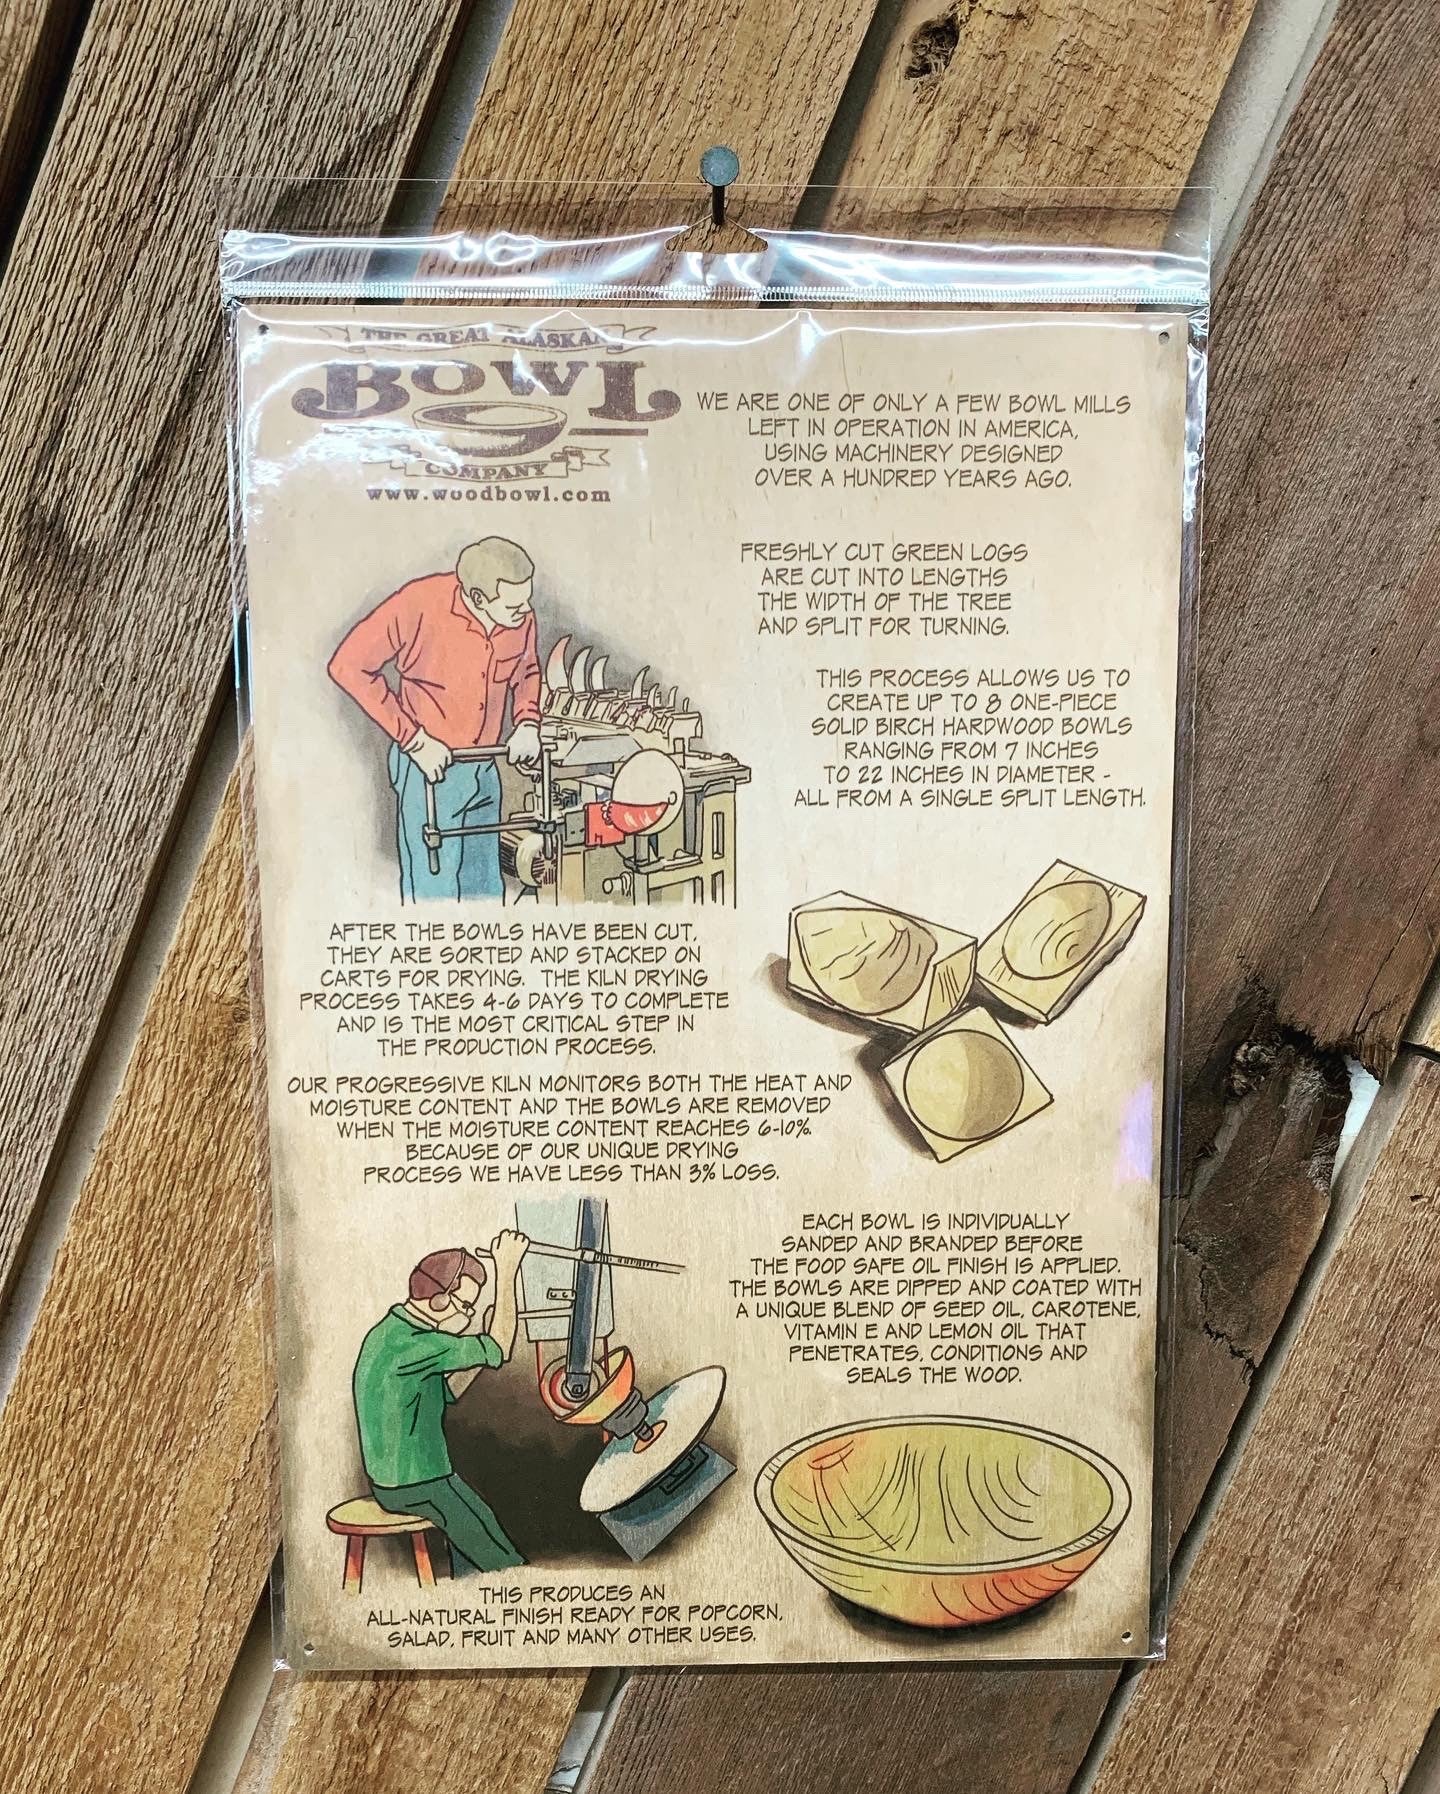 THE GREAT ALASKAN
BOWL
COMPANY
www.woodbowl.com
WE ARE ONE OF ONLY A FEW BOWL MILLS
LEFT IN OPERATION IN AMERICA,
USING MACHINERY DESIGNED
OVER A HUNDRED YEARS AGO.
FRESHLY CUT GREEN LOGS
ARE CUT INTO LENGTHS
THE WIDTH OF THE TREE
AND SPLIT FOR TURNING.
THIS PROCESS ALLOWS US TO
CREATE UP TO 8 ONE-PIECE
SOLID BIRCH HARDWOOD BOWLS
RANGING FROM 7 INCHES
TO 22 INCHES IN DIAMETER -
ALL FROM A SINGLE SPLIT LENGTH.
AFTER THE BOWLS HAVE BEEN CUT,
THEY ARE SORTED AND STACKED ON
CARTS FOR DRYING. THE KILN DRYING
PROCESS TAKES 4-6 DAYS TO COMPLETE
AND IS THE MOST CRITICAL STEP IN
THE PRODUCTION PROCESS.
OUR PROGRESSIVE KILN MONITORS BOTH THE HEAT AND
MOISTURE CONTENT AND THE BOWLS ARE REMOVED
WHEN THE MOISTURE CONTENT REACHES 6-10%.
BECAUSE OF OUR UNIQUE DRYING
PROCESS WE HAVE LESS THAN 3% LOSS.
EACH BOWL IS INDIVIDUALLY
SANDED AND BRANDED BEFORE
THE FOOD SAFE OIL FINISH IS APPLIED.
THE BOWLS ARE DIPPED AND COATED WITH
A UNIQUE BLEND OF SEED OIL, CAROTENE,
VITAMIN E AND LEMON OIL THAT
PENETRATES, CONDITIONS AND
SEALS THE WOOD.
THIS PRODUCES AN
ALL-NATURAL FINISH READY FOR POPCORN,
SALAD, FRUIT AND MANY OTHER USES.